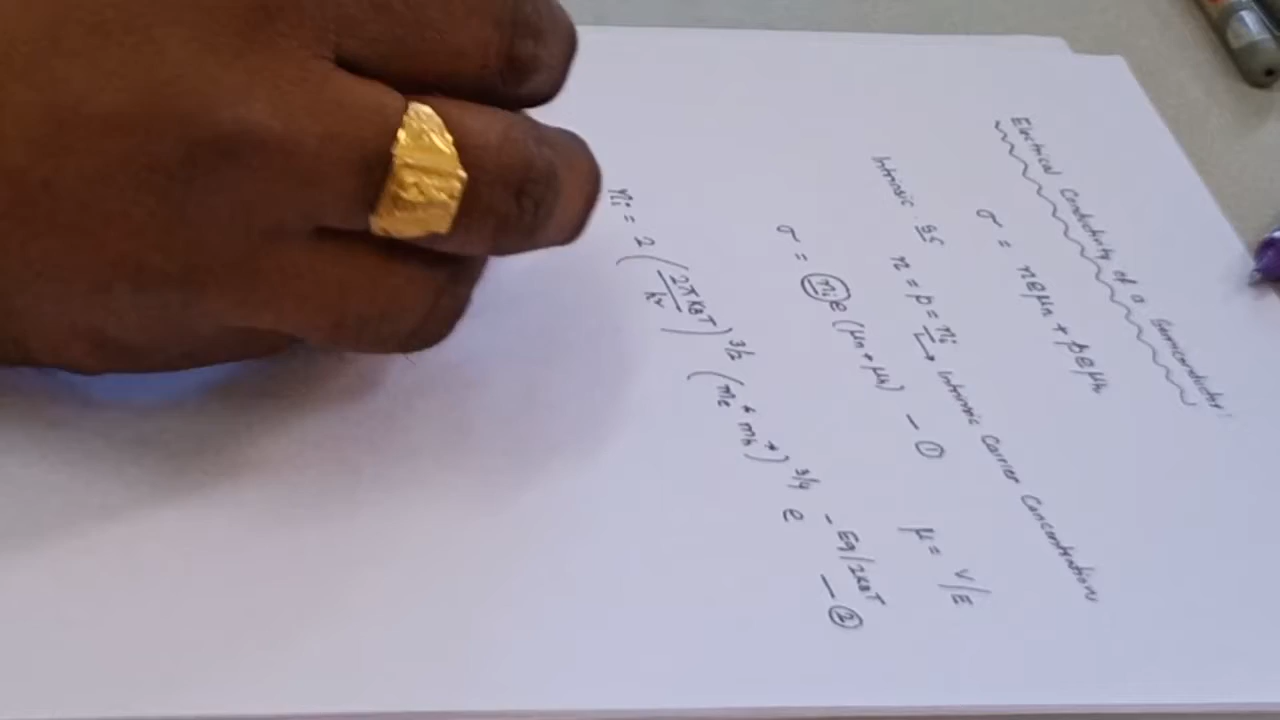 Electrical Conductivity of a Semiconductor:
σ = neμn + peμh
Intrinsic. SC
n = p = ni
↳ Intrinsic Carrier Concentration
σ = ni e (μn + μh) — ①
μ = V/E
ni = 2 (2πKBT/h²)^3/2 (me* mh*)^3/4 e^-Eg/2KBT — ②